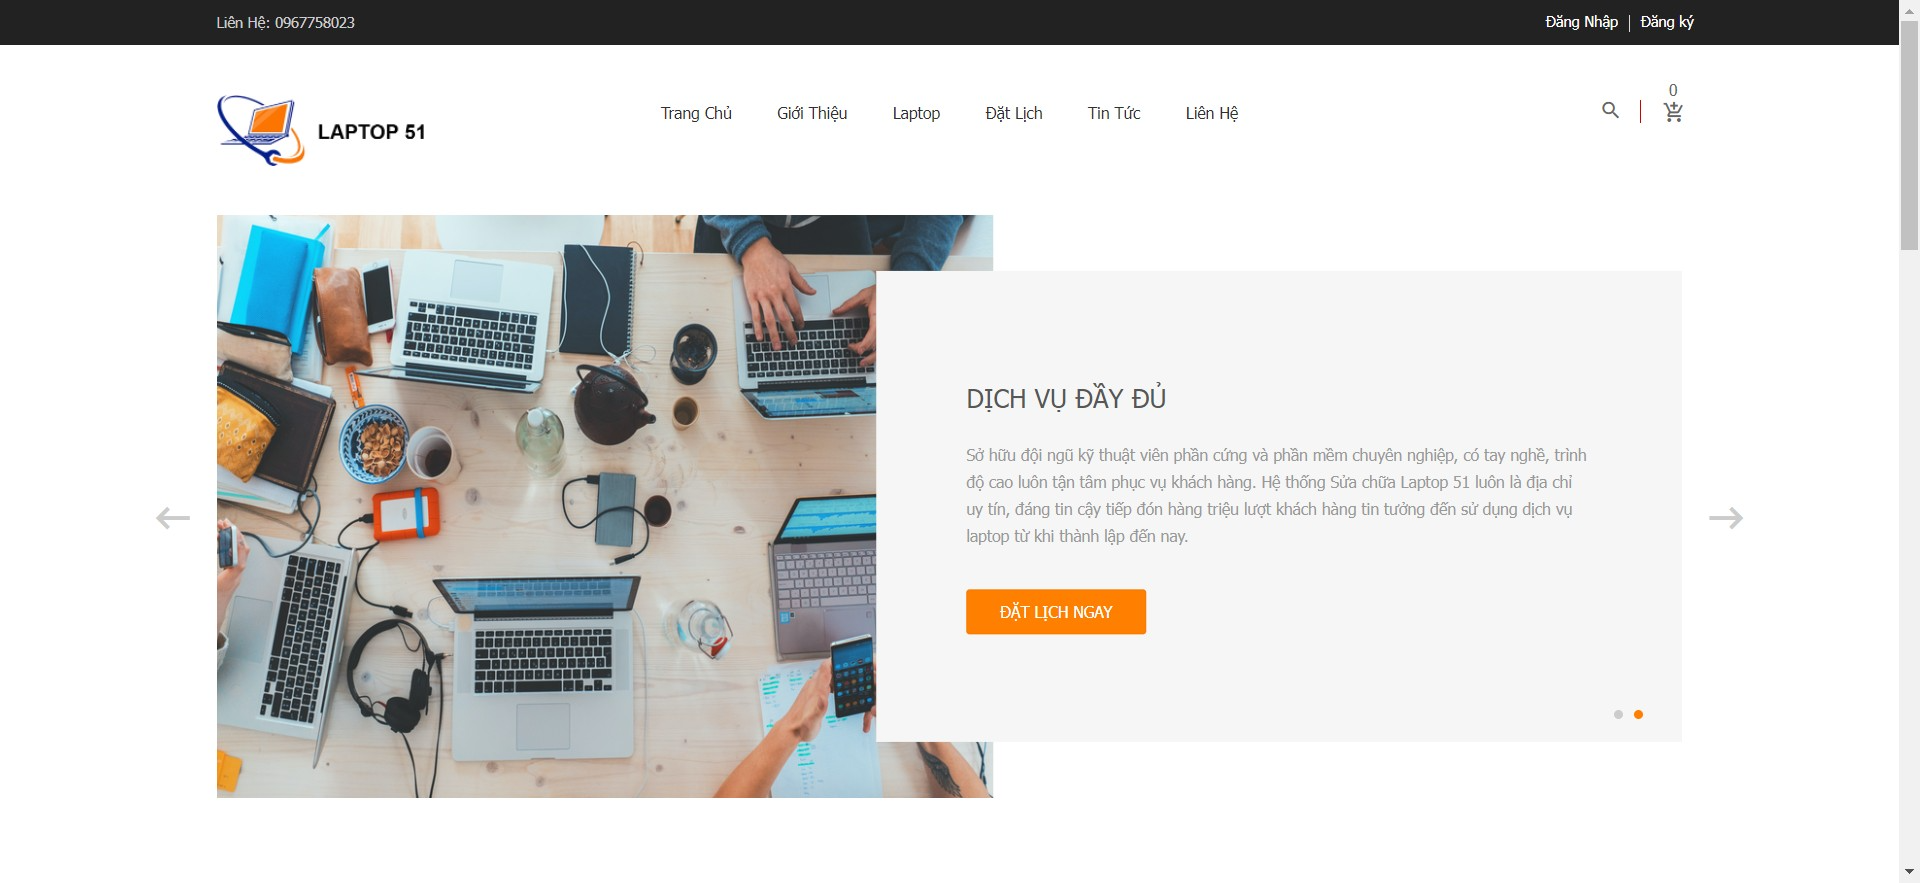 Liên Hệ: 0967758023
Đăng Nhập | Đăng ký
LAPTOP 51
Trang Chủ
Giới Thiệu
Laptop
Đặt Lịch
Tin Tức
Liên Hệ
0
DỊCH VỤ ĐẦY ĐỦ
Sở hữu đội ngũ kỹ thuật viên phần cứng và phần mềm chuyên nghiệp, có tay nghề, trình
độ cao luôn tận tâm phục vụ khách hàng. Hệ thống Sửa chữa Laptop 51 luôn là địa chỉ
uy tín, đáng tin cậy tiếp đón hàng triệu lượt khách hàng tin tưởng đến sử dụng dịch vụ
laptop từ khi thành lập đến nay.
ĐẶT LỊCH NGAY